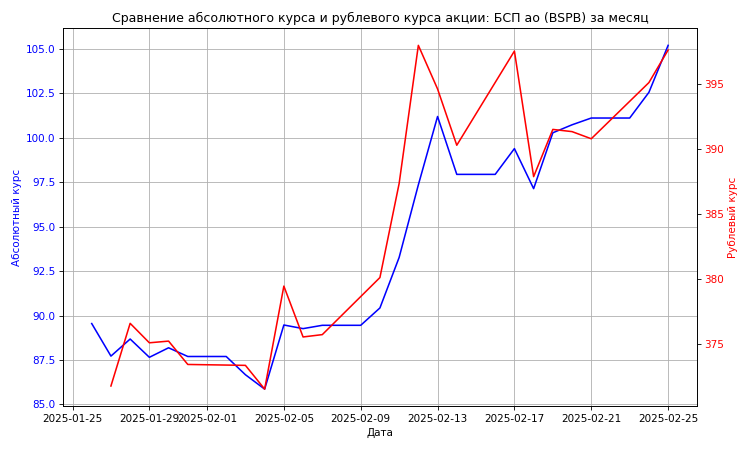 Сравнение абсолютного курса и рублевого курса акции: БСП ао (BSPB) за месяц
Абсолютный курс
105.0
102.5
100.0
97.5
95.0
92.5
90.0
87.5
85.0
395
390
385
380
375
Рублевый курс
2025-01-25 2025-01-29 2025-02-01 2025-02-05 2025-02-09 2025-02-13 2025-02-17 2025-02-21 2025-02-25
Дата